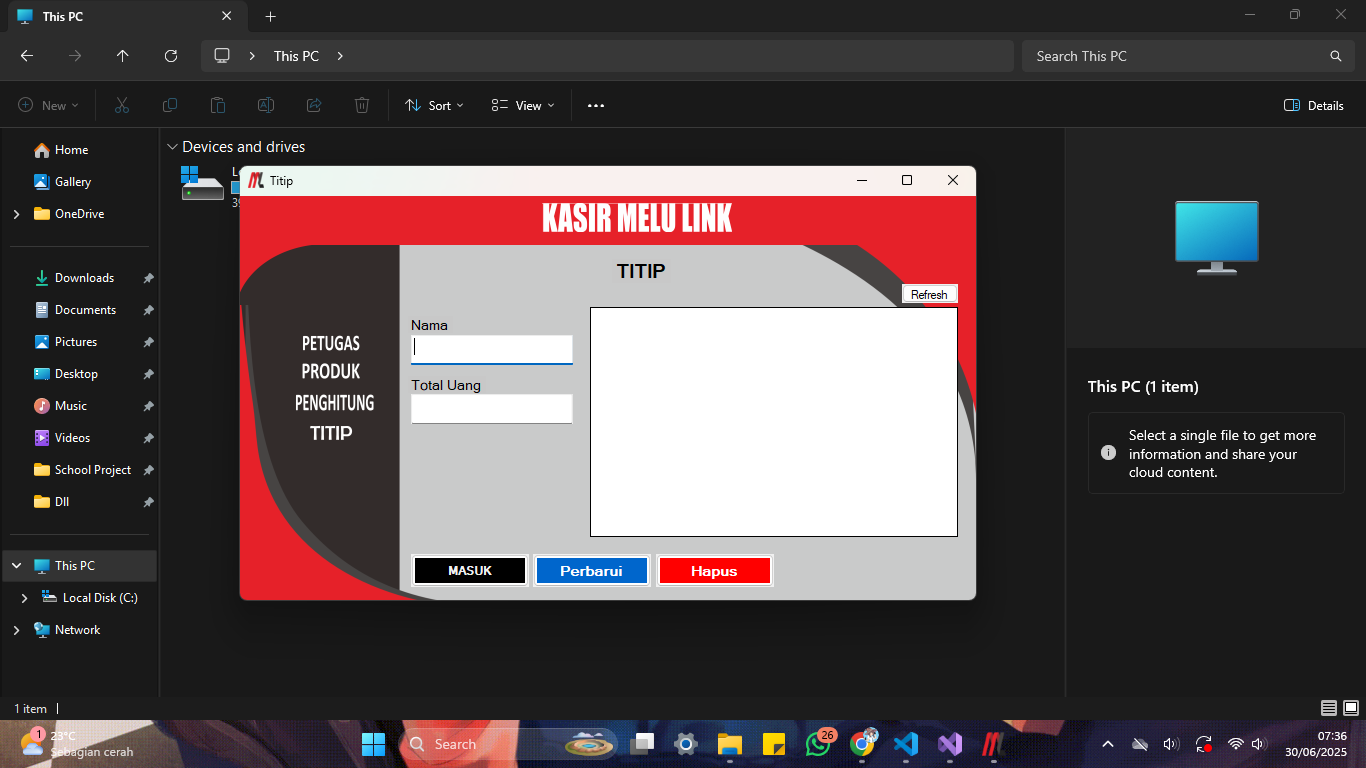 This PC
This PC
Search This PC
New
Sort
View
Details
Home
Gallery
OneDrive
Downloads
Documents
Pictures
Desktop
Music
Videos
School Project
Dll
This PC
Local Disk (C:)
Network
Devices and drives
Titip
KASIR MELU LINK
TITIP
Refresh
Nama
Total Uang
PETUGAS
PRODUK
PENGHITUNG
TITIP
MASUK
Perbarui
Hapus
This PC (1 item)
Select a single file to get more
information and share your
cloud content.
1 item
1
23°C
Sebagian cerah
Search
26
07:36
30/06/2025